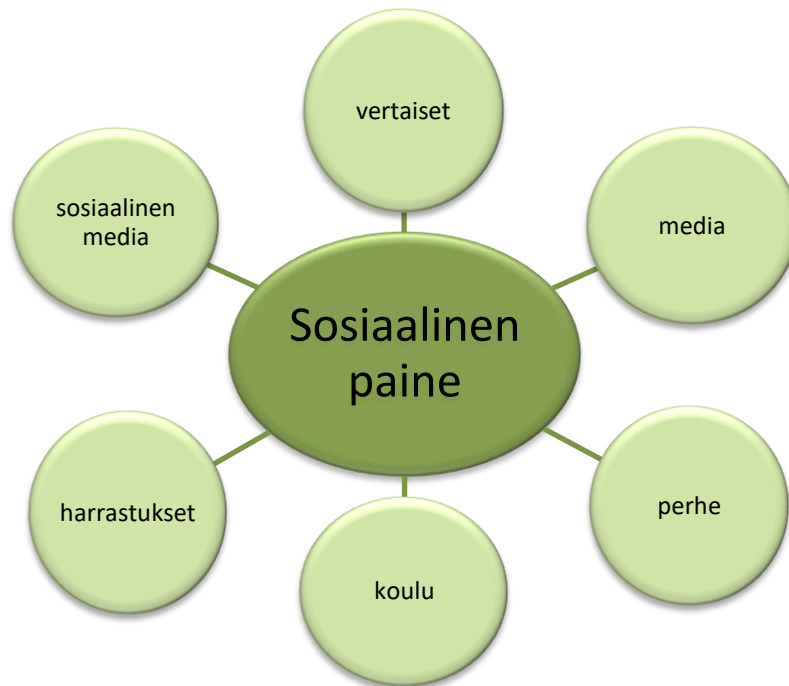 vertaiset
sosiaalinen
media
media
Sosiaalinen
paine
harrastukset
perhe
koulu